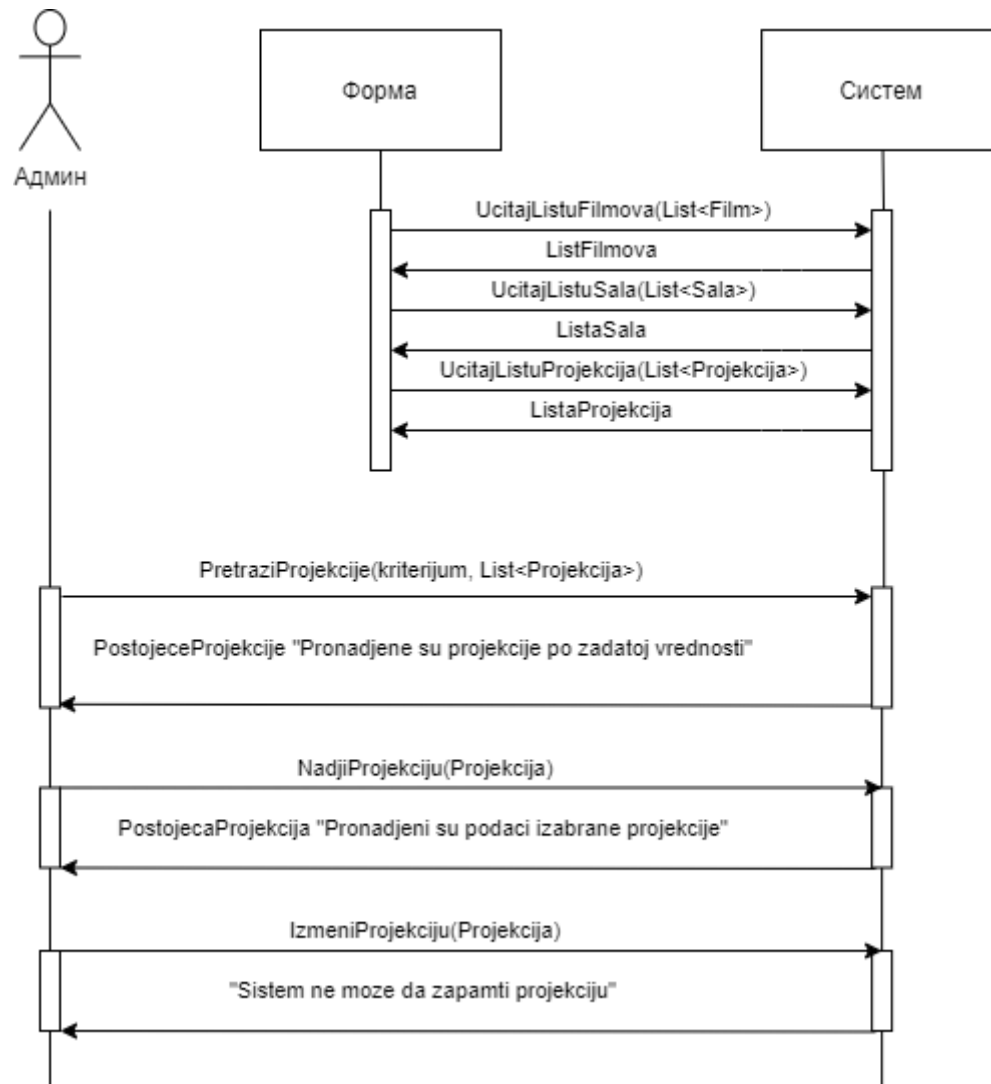 Форма
Систем
Админ
UcitajListuFilmova(List<Film>)
ListFilmova
UcitajListuSala(List<Sala>)
ListaSala
UcitajListuProjekcija(List<Projekcija>)
ListaProjekcija
PretraziProjekcije(kriterijum, List<Projekcija>)
PostojeceProjekcije "Pronadjene su projekcije po zadatoj vrednosti"
NadjiProjekciju(Projekcija)
PostojecaProjekcija "Pronadjeni su podaci izabrane projekcije"
IzmeniProjekciju(Projekcija)
"Sistem ne moze da zapamti projekciju"